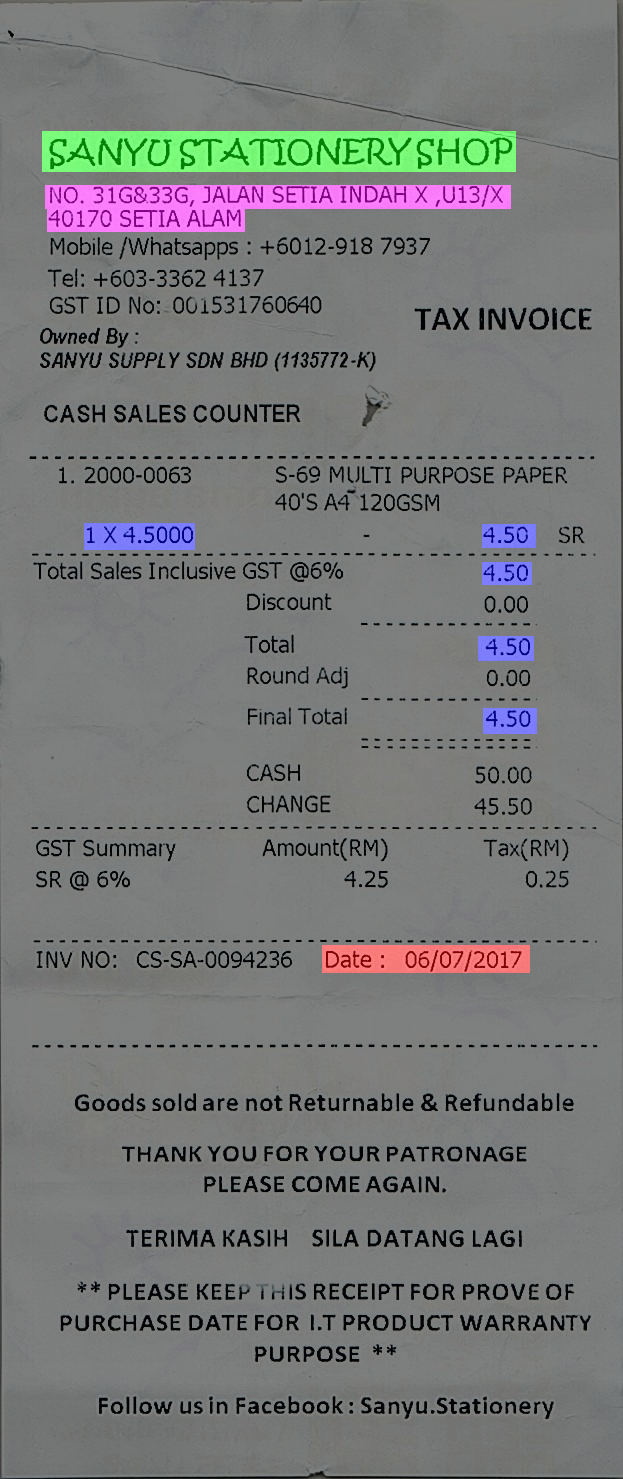 SANYU STATIONERY SHOP
NO. 31G&33G, JALAN SETIA INDAH X ,U13/X
40170 SETIA ALAM
Mobile /Whatsapps : +6012-918 7937
Tel: +603-3362 4137
GST ID No: 001531760640
TAX INVOICE
Owned By :
SANYU SUPPLY SDN BHD (1135772-K)
CASH SALES COUNTER
1. 2000-0063 S-69 MULTI PURPOSE PAPER
40'S A4 120GSM
1 X 4.5000 - 4.50 SR
Total Sales Inclusive GST @6% 4.50
Discount 0.00
Total 4.50
Round Adj 0.00
Final Total 4.50
CASH 50.00
CHANGE 45.50
GST Summary Amount(RM) Tax(RM)
SR @ 6% 4.25 0.25
INV NO: CS-SA-0094236 Date : 06/07/2017
Goods sold are not Returnable & Refundable
THANK YOU FOR YOUR PATRONAGE
PLEASE COME AGAIN.
TERIMA KASIH SILA DATANG LAGI
** PLEASE KEEP THIS RECEIPT FOR PROVE OF
PURCHASE DATE FOR I.T PRODUCT WARRANTY
PURPOSE **
Follow us in Facebook : Sanyu.Stationery